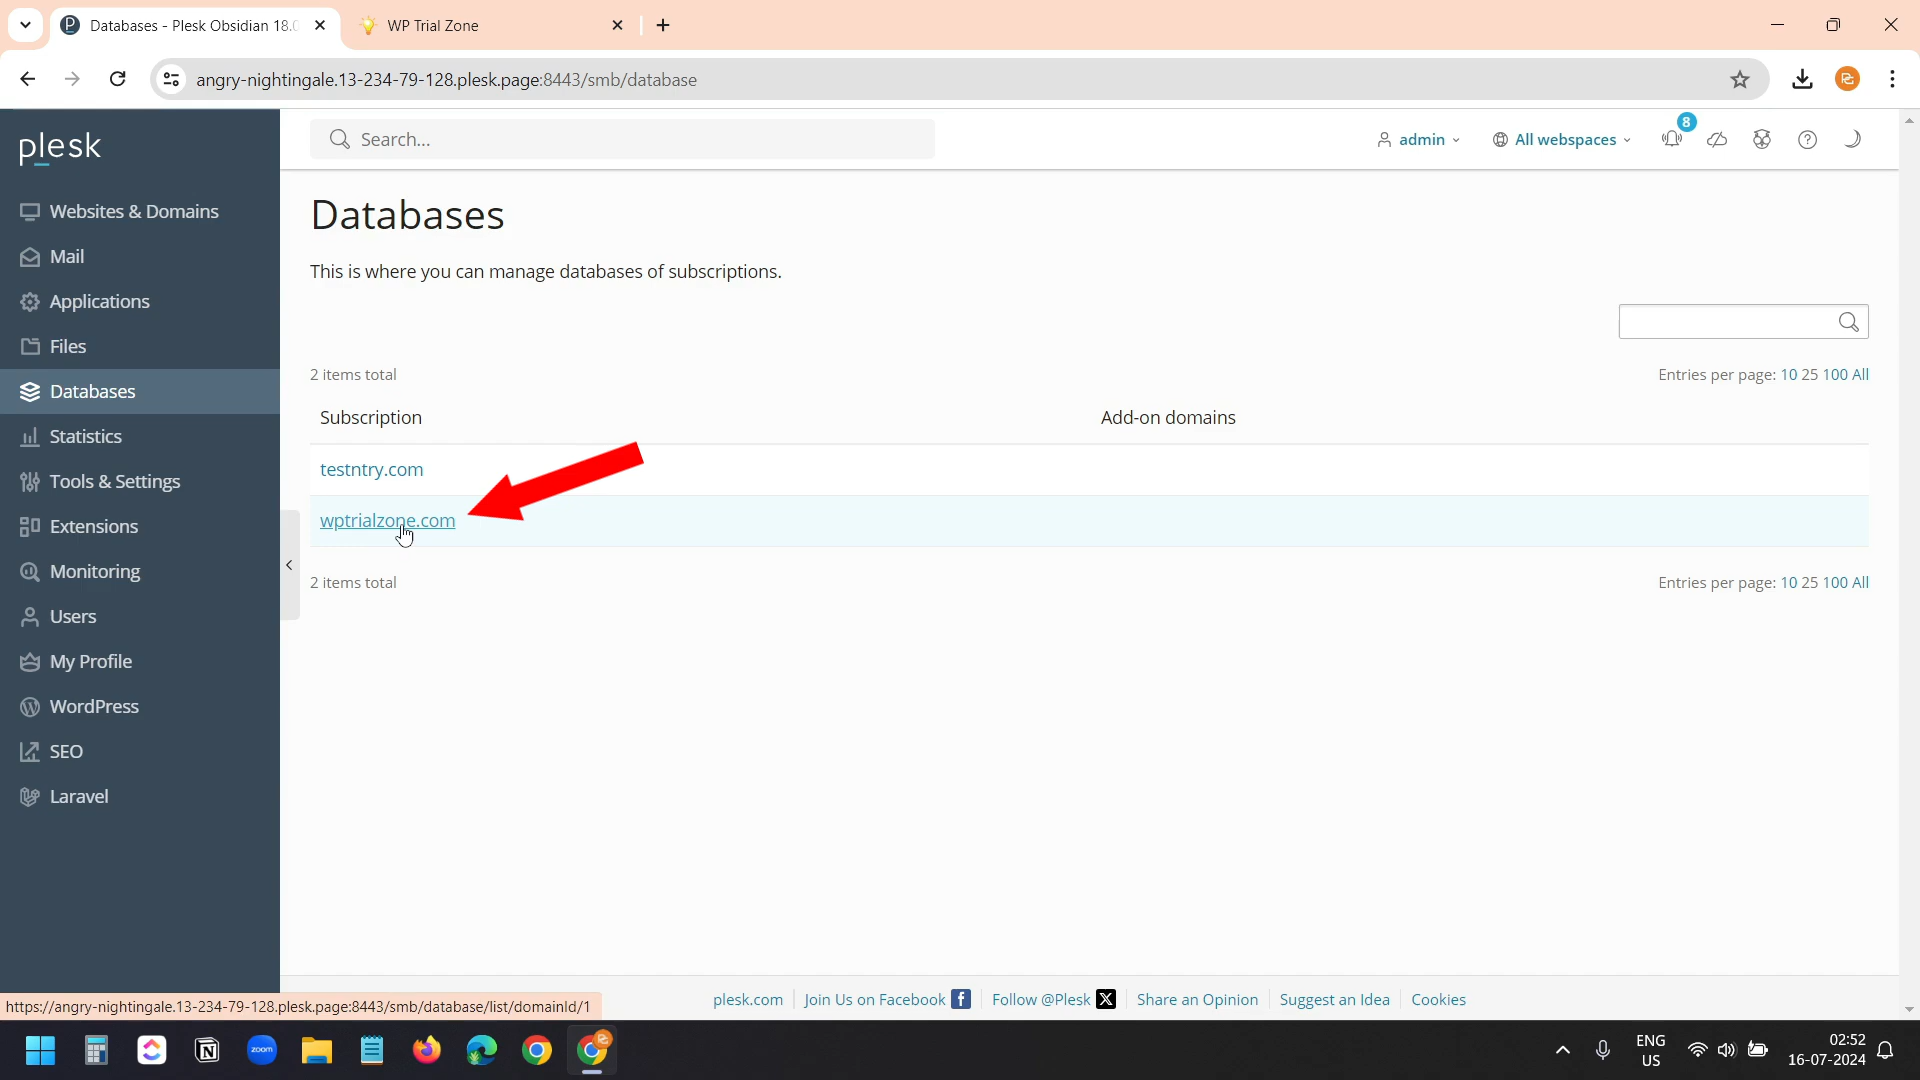 Databases - Plesk Obsidian 18.0
WP Trial Zone
angry-nightingale.13-234-79-128.plesk.page:8443/smb/database
plesk
Search...
admin
All webspaces
8
Websites & Domains
Mail
Applications
Files
Databases
Statistics
Tools & Settings
Extensions
Monitoring
Users
My Profile
WordPress
SEO
Laravel
Databases
This is where you can manage databases of subscriptions.
2 items total
Entries per page: 10 25 100 All
Subscription
Add-on domains
testntry.com
wptrialzone.com
2 items total
Entries per page: 10 25 100 All
https://angry-nightingale.13-234-79-128.plesk.page:8443/smb/database/list/domainId/1
plesk.com
Join Us on Facebook
Follow @Plesk
Share an Opinion
Suggest an Idea
Cookies
zoom
ENG
US
02:52
16-07-2024